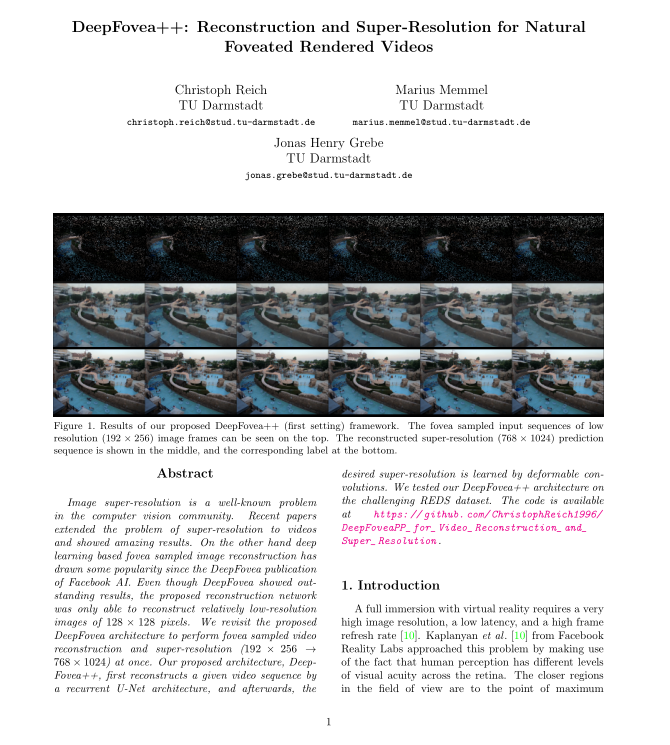 DeepFovea++: Reconstruction and Super-Resolution for Natural
Foveated Rendered Videos
Christoph Reich
TU Darmstadt
christoph.reich@stud.tu-darmstadt.de
Marius Memmel
TU Darmstadt
marius.memmel@stud.tu-darmstadt.de
Jonas Henry Grebe
TU Darmstadt
jonas.grebe@stud.tu-darmstadt.de
Figure 1. Results of our proposed DeepFovea++ (first setting) framework. The fovea sampled input sequences of low
resolution (192 × 256) image frames can be seen on the top. The reconstructed super-resolution (768 × 1024) prediction
sequence is shown in the middle, and the corresponding label at the bottom.
Abstract
Image super-resolution is a well-known problem
in the computer vision community. Recent papers
extended the problem of super-resolution to videos
and showed amazing results. On the other hand deep
learning based fovea sampled image reconstruction has
drawn some popularity since the DeepFovea publication
of Facebook AI. Even though DeepFovea showed out-
standing results, the proposed reconstruction network
was only able to reconstruct relatively low-resolution
images of 128 × 128 pixels. We revisit the proposed
DeepFovea architecture to perform fovea sampled video
reconstruction and super-resolution (192 × 256 →
768 × 1024) at once. Our proposed architecture, Deep-
Fovea++, first reconstructs a given video sequence by
a recurrent U-Net architecture, and afterwards, the
desired super-resolution is learned by deformable con-
volutions. We tested our DeepFovea++ architecture on
the challenging REDS dataset. The code is available
at https://github.com/ChristophReich1996/
DeepFoveaPP_for_Video_Reconstruction_and_
Super_Resolution.
1. Introduction
A full immersion with virtual reality requires a very
high image resolution, a low latency, and a high frame
refresh rate [10]. Kaplanyan et al. [10] from Facebook
Reality Labs approached this problem by making use
of the fact that human perception has different levels
of visual acuity across the retina. The closer regions
in the field of view are to the point of maximum
1